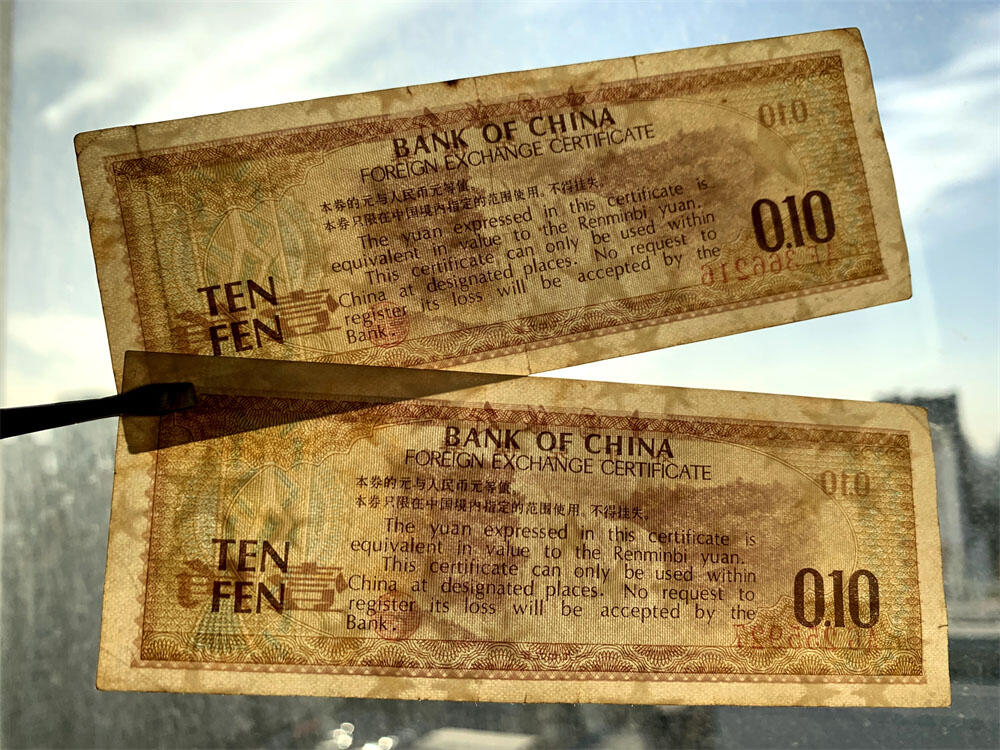 BANK OF CHINA
FOREIGN EXCHANGE CERTIFICATE
010
本券的元与人民币元等值。
本券只限在中国境内指定的范围使用,不得挂失。
The yuan expressed in this certificate is
equivalent in value to the Renminbi yuan.
This certificate can only be used within
China at designated places. No request to
register its loss will be accepted by the
Bank.
0.10
TEN
FEN
BANK OF CHINA
FOREIGN EXCHANGE CERTIFICATE
010
本券的元与人民币元等值。
本券只限在中国境内指定的范围使用,不得挂失。
The yuan expressed in this certificate is
equivalent in value to the Renminbi yuan.
This certificate can only be used within
China at designated places. No request to
register its loss will be accepted by the
Bank.
0.10
TEN
FEN